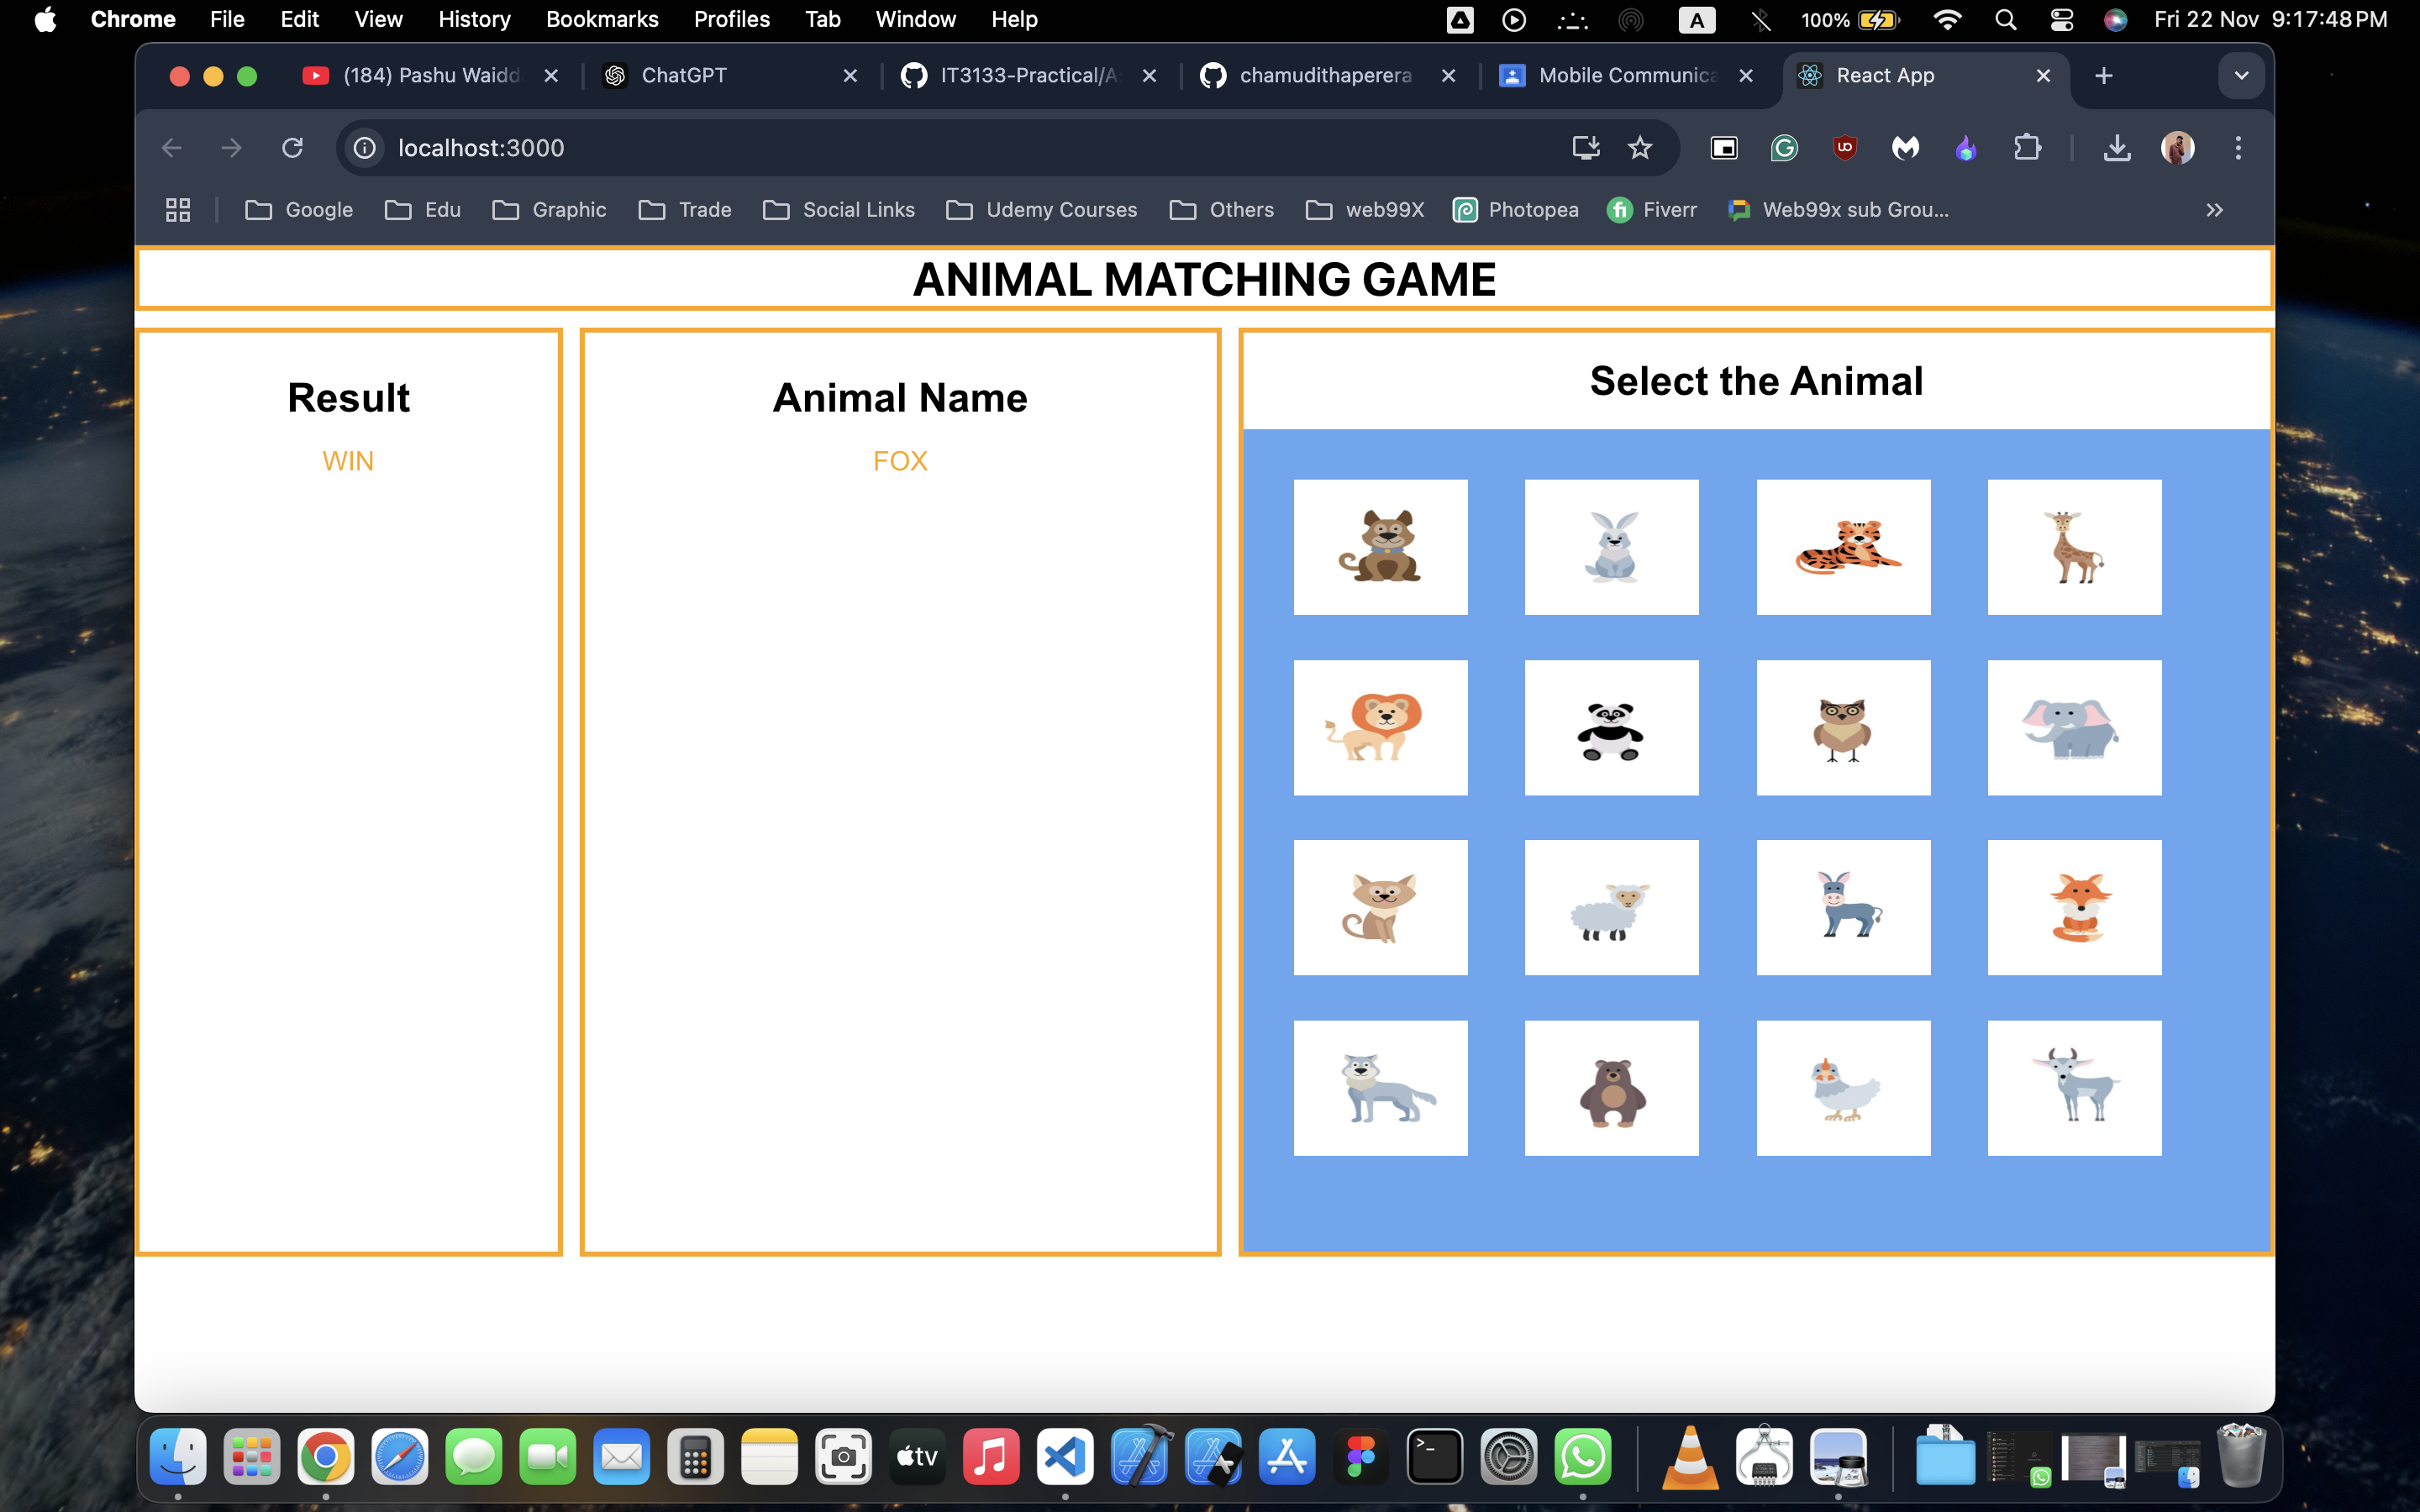 Chrome File Edit View History Bookmarks Profiles Tab Window Help A 100% Fri 22 Nov 9:17:48 PM
(184) Pashu Waidd ChatGPT IT3133-Practical/A chamudithaperera Mobile Communica React App
localhost:3000
Google Edu Graphic Trade Social Links Udemy Courses Others web99X Photopea Fiverr Web99x sub Grou...
ANIMAL MATCHING GAME
Result
WIN
Animal Name
FOX
Select the Animal
tv